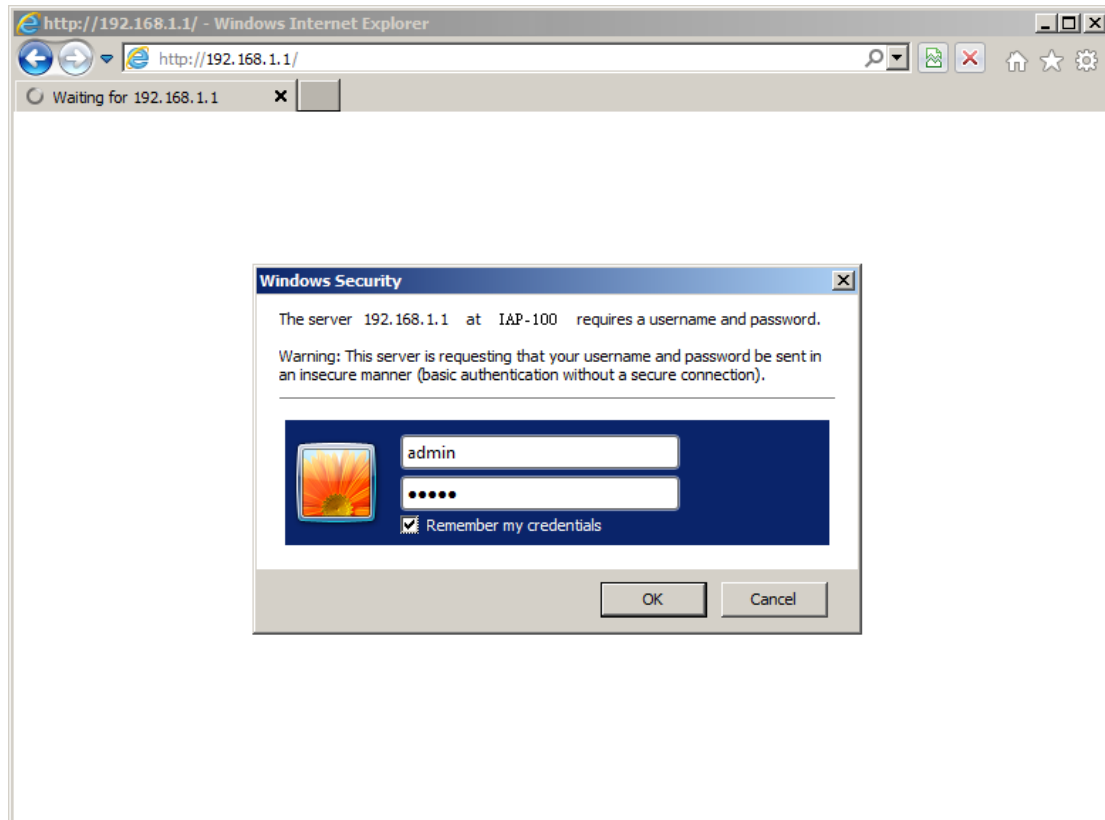 http://192.168.1.1/ - Windows Internet Explorer
http://192.168.1.1/
Waiting for 192.168.1.1
Windows Security
The server 192.168.1.1 at IAP-100 requires a username and password.
Warning: This server is requesting that your username and password be sent in
an insecure manner (basic authentication without a secure connection).
admin
●●●●●
Remember my credentials
OK Cancel